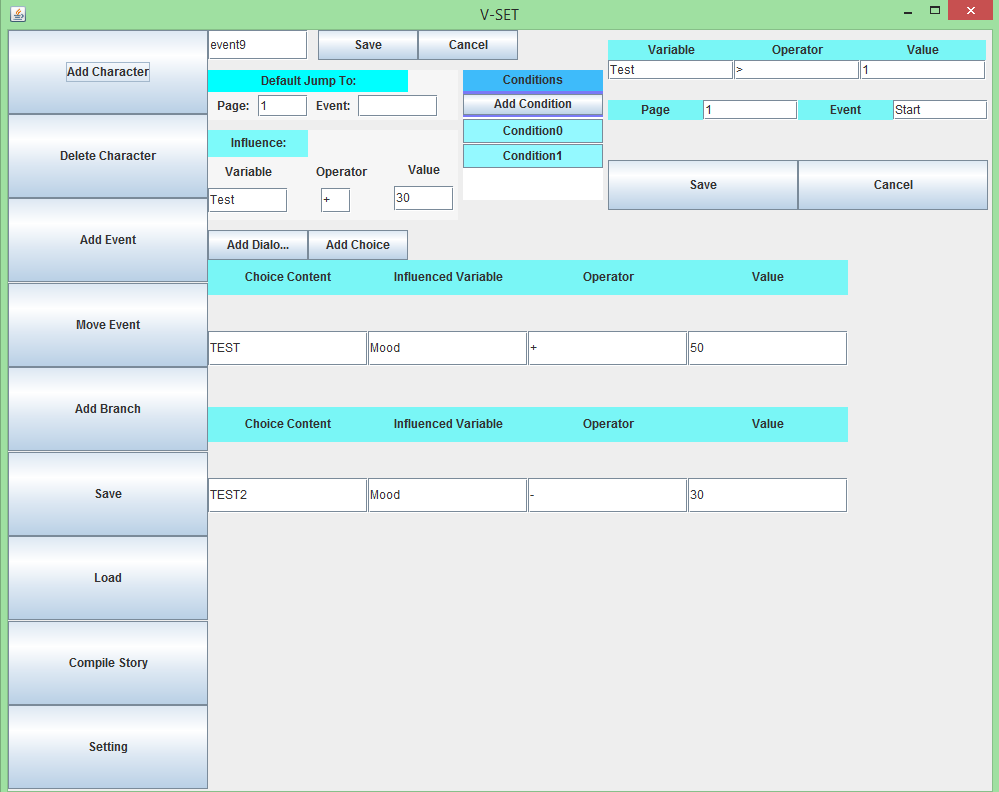 V-SET
Add Character
Delete Character
Add Event
Move Event
Add Branch
Save
Load
Compile Story
Setting
event9 Save Cancel
Default Jump To:
Page: 1 Event:
Influence:
Variable Operator Value
Test + 30
Conditions
Add Condition
Condition0
Condition1
Variable Operator Value
Test > 1
Page 1 Event Start
Save Cancel
Add Dialo... Add Choice
Choice Content Influenced Variable Operator Value
TEST Mood + 50
Choice Content Influenced Variable Operator Value
TEST2 Mood - 30